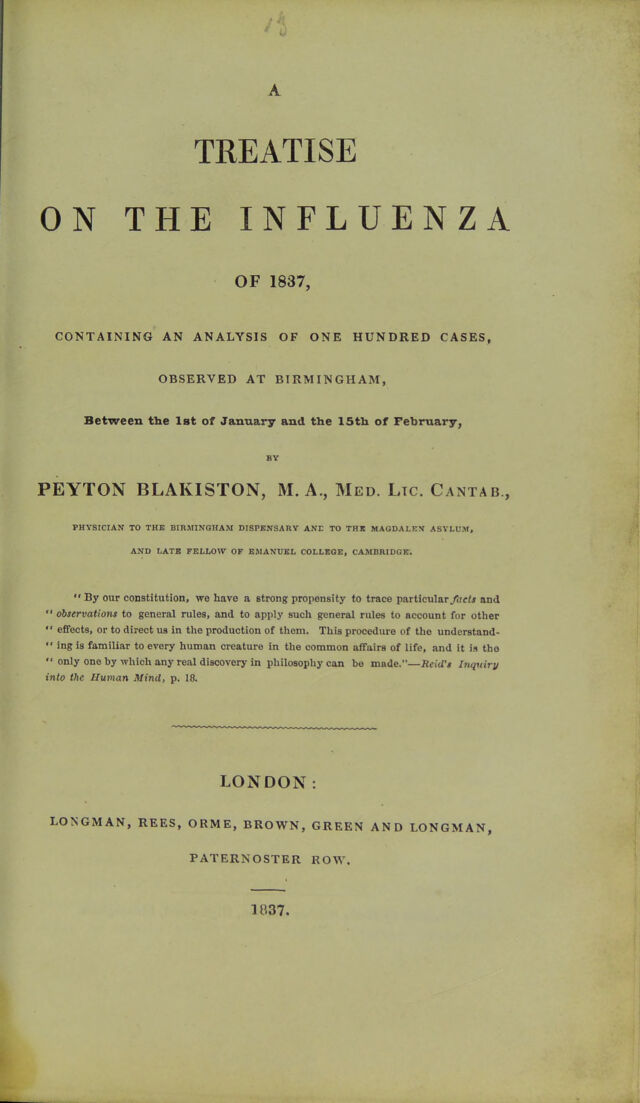 13
A
TREATISE
ON THE INFLUENZA
OF 1837,
CONTAINING AN ANALYSIS OF ONE HUNDRED CASES,
OBSERVED AT BIRMINGHAM,
Between the 1st of January and the 15th of February,
BY
PEYTON BLAKISTON, M. A., MED. LIC. CANTAB.,
PHYSICIAN TO THE BIRMINGHAM DISPENSARY AND TO THE MAGDALEN ASYLUM,
AND LATE FELLOW OF EMANUEL COLLEGE, CAMBRIDGE.
" By our constitution, we have a strong propensity to trace particular facts and
" observations to general rules, and to apply such general rules to account for other
" effects, or to direct us in the production of them. This procedure of the understand-
" ing is familiar to every human creature in the common affairs of life, and it is the
" only one by which any real discovery in philosophy can be made."—Reid's Inquiry
into the Human Mind, p. 18.
LONDON:
LONGMAN, REES, ORME, BROWN, GREEN AND LONGMAN,
PATERNOSTER ROW.
1837.